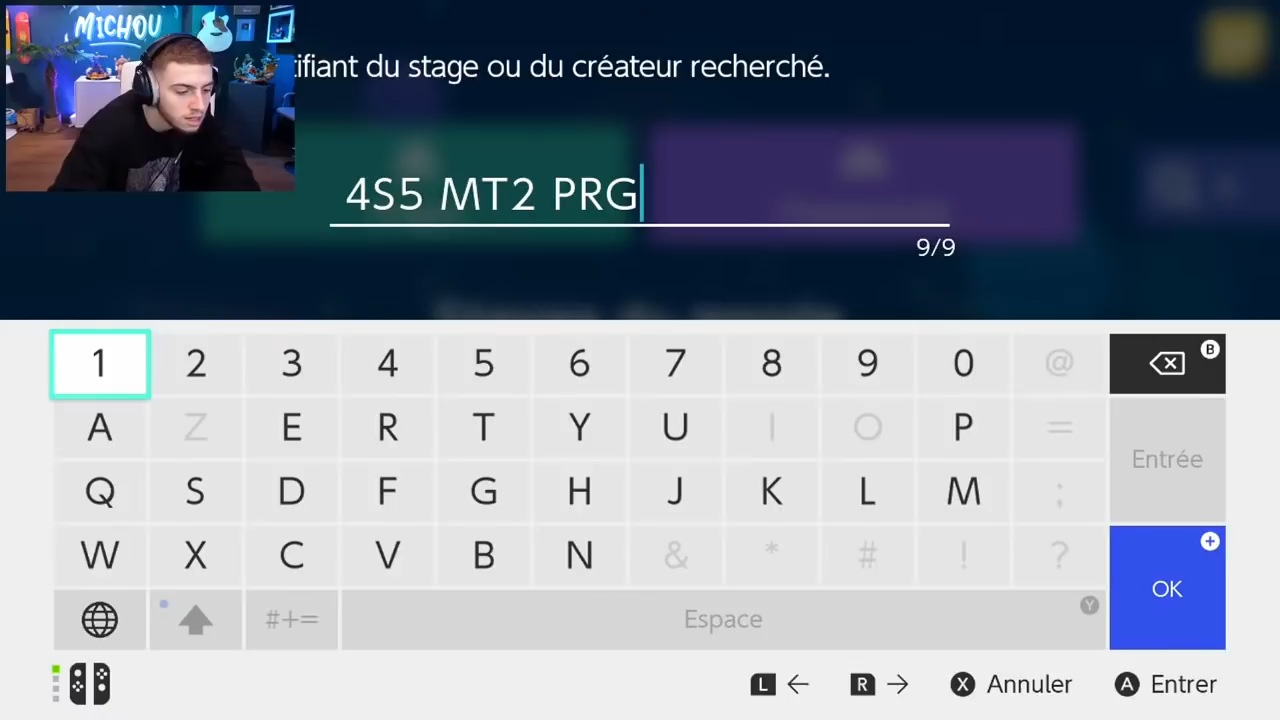 MICHOU
tifiant du stage ou du créateur recherché.
4S5 MT2 PRG
9/9
1 2 3 4 5 6 7 8 9 0 @ B
A Z E R T Y U I O P =
Entrée
Q S D F G H J K L M ;
W X C V B N & * # ! ? +
OK
#+= Espace Y
L ← R → X Annuler A Entrer